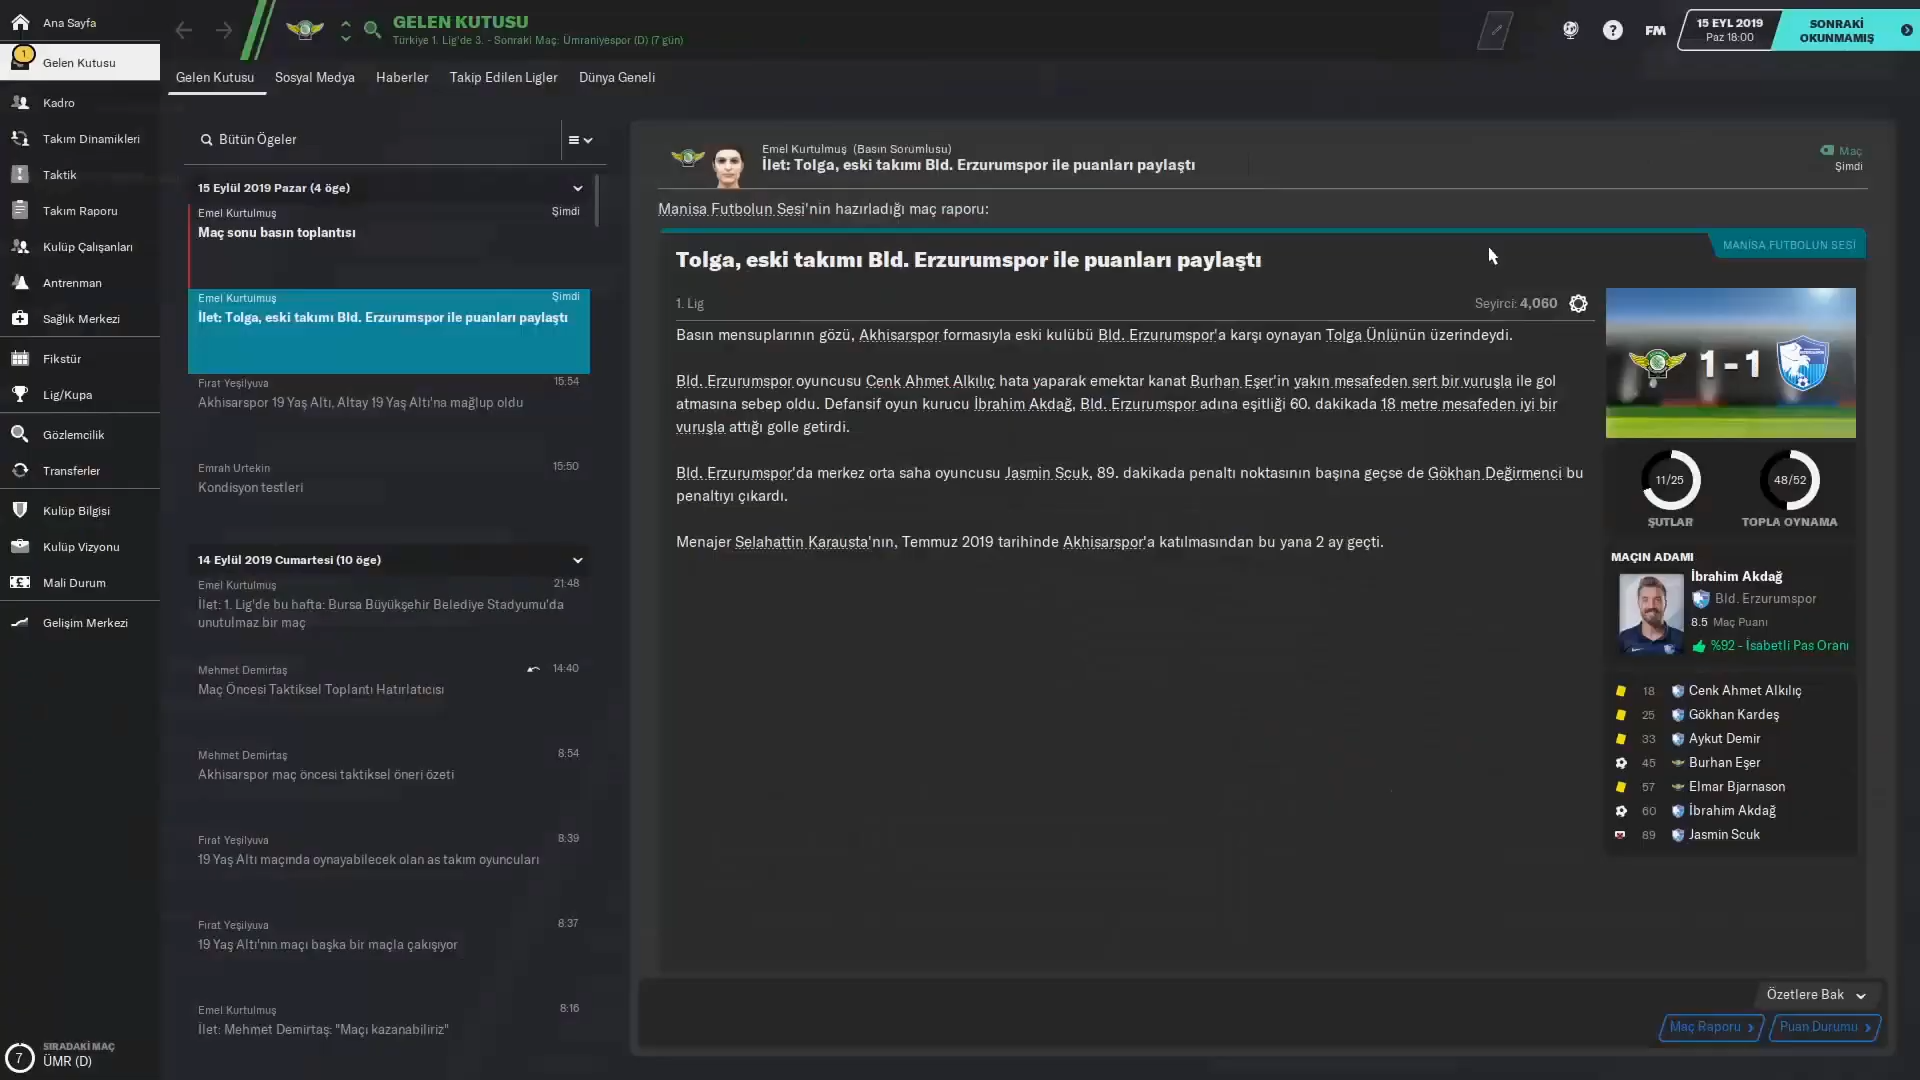 Ana Sayfa
1
Gelen Kutusu
Kadro
Takım Dinamikleri
Taktik
Takım Raporu
Kulüp Çalışanları
Antrenman
Sağlık Merkezi
Fikstür
Lig/Kupa
Gözlemcilik
Transferler
Kulüp Bilgisi
Kulüp Vizyonu
Mali Durum
Gelişim Merkezi
7
SIRADAKİ MAÇ
ÜMR (D)
GELEN KUTUSU
Türkiye 1. Lig'de 3. - Sonraki Maç: Ümraniyespor (D) (7 gün)
FM
15 EYL 2019
Paz 18:00
SONRAKİ
OKUNMAMIŞ
Gelen Kutusu
Sosyal Medya
Haberler
Takip Edilen Ligler
Dünya Geneli
Bütün Ögeler
15 Eylül 2019 Pazar (4 öge)
Emel Kurtulmuş
Şimdi
Maç sonu basın toplantısı
Emel Kurtulmuş
Şimdi
İlet: Tolga, eski takımı Bld. Erzurumspor ile puanları paylaştı
Fırat Yeşilyuva
15:54
Akhisarspor 19 Yaş Altı, Altay 19 Yaş Altı'na mağlup oldu
Emrah Urtekin
15:50
Kondisyon testleri
14 Eylül 2019 Cumartesi (10 öge)
Emel Kurtulmuş
21:48
İlet: 1. Lig'de bu hafta: Bursa Büyükşehir Belediye Stadyumu'da
unutulmaz bir maç
Mehmet Demirtaş
14:40
Maç Öncesi Taktiksel Toplantı Hatırlatıcısı
Mehmet Demirtaş
8:54
Akhisarspor maç öncesi taktiksel öneri özeti
Fırat Yeşilyuva
8:39
19 Yaş Altı maçında oynayabilecek olan as takım oyuncuları
Fırat Yeşilyuva
8:37
19 Yaş Altı'nın maçı başka bir maçla çakışıyor
Emel Kurtulmuş
8:16
İlet: Mehmet Demirtaş: "Maçı kazanabiliriz"
Emel Kurtulmuş (Basın Sorumlusu)
İlet: Tolga, eski takımı Bld. Erzurumspor ile puanları paylaştı
Maç
Şimdi
Manisa Futbolun Sesi'nin hazırladığı maç raporu:
MANİSA FUTBOLUN SESİ
Tolga, eski takımı Bld. Erzurumspor ile puanları paylaştı
1. Lig
Seyirci: 4,060
Basın mensuplarının gözü, Akhisarspor formasıyla eski kulübü Bld. Erzurumspor'a karşı oynayan Tolga Ünlünün üzerindeydi.
Bld. Erzurumspor oyuncusu Cenk Ahmet Alkılıç hata yaparak emektar kanat Burhan Eşer'in yakın mesafeden sert bir vuruşla ile gol
atmasına sebep oldu. Defansif oyun kurucu İbrahim Akdağ, Bld. Erzurumspor adına eşitliği 60. dakikada 18 metre mesafeden iyi bir
vuruşla attığı golle getirdi.
Bld. Erzurumspor'da merkez orta saha oyuncusu Jasmin Scuk, 89. dakikada penaltı noktasının başına geçse de Gökhan Değirmenci bu
penaltıyı çıkardı.
Menajer Selahattin Karausta'nın, Temmuz 2019 tarihinde Akhisarspor'a katılmasından bu yana 2 ay geçti.
1-1
11/25
48/52
ŞUTLAR
TOPLA OYNAMA
MAÇIN ADAMI
İbrahim Akdağ
Bld. Erzurumspor
8.5 Maç Puanı
%92 - İsabetli Pas Oranı
18 Cenk Ahmet Alkılıç
25 Gökhan Kardeş
33 Aykut Demir
45 Burhan Eşer
57 Elmar Bjarnason
60 İbrahim Akdağ
89 Jasmin Scuk
Özetlere Bak
Maç Raporu
Puan Durumu